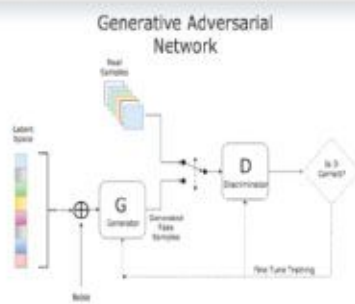 Generative Adversarial
Network
Real
Samples
Latent
Space
G
Generator
D
Discriminator
Is D
Correct?
Generated
Fake
Samples
Fine Tune Training
Noise